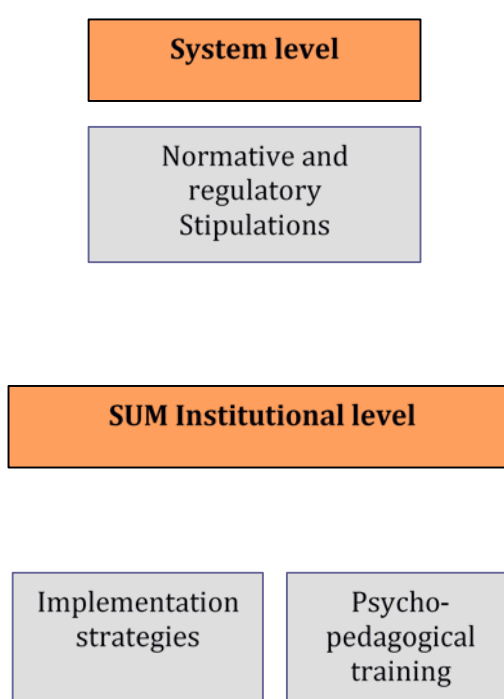 System level
Normative and
regulatory
Stipulations
SUM Institutional level
Implementation
strategies
Psycho-
pedagogical
training